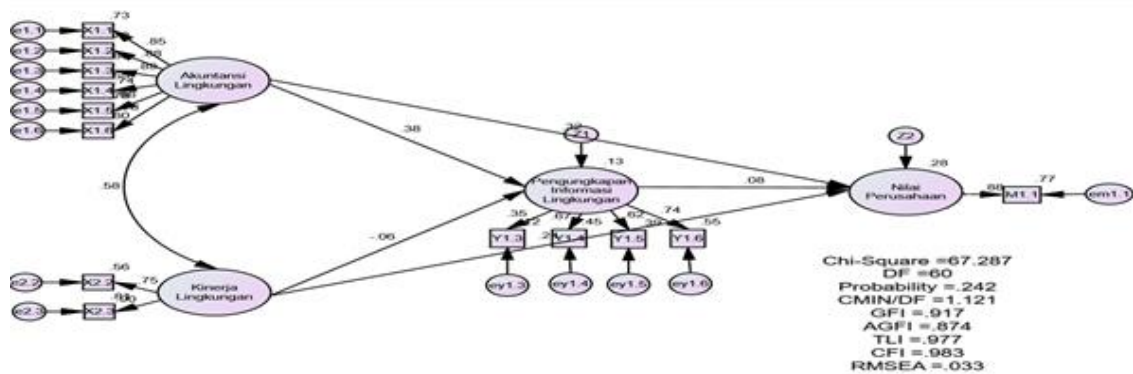 .73
e1.1
X1.1
.85
e1.2
X1.2
.88
e1.3
X1.3
e1.4
X1.4
.74
e1.5
X1.5
e1.6
X1.6
Akuntansi
Lingkungan
.38
Z1
.13
Z2
.28
.58
Pengungkapan
Informasi
Lingkungan
.08
Nilai
Perusahaan
.88
M1.1
.77
em1.1
-.06
.35
.67
.45
.62
.74
.55
Y1.3
Y1.4
Y1.5
Y1.6
ey1.3
ey1.4
ey1.5
ey1.6
.56
e2.2
X2.2
.75
e2.3
X2.3
Kinerja
Lingkungan
Chi-Square =67.287
DF =60
Probability =.242
CMIN/DF =1.121
GFI =.917
AGFI =.874
TLI =.977
CFI =.983
RMSEA =.033